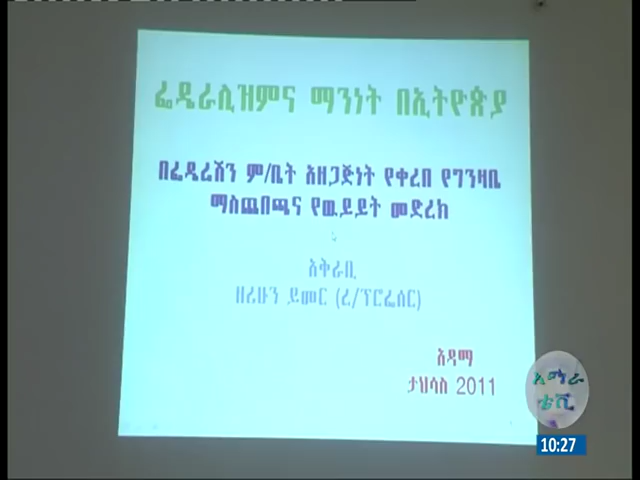 ፌዴራሊዝምና ማንነት በኢትዮጵያ
በፌዴሬሽን ም/ቤት አዘጋጅነት የቀረበ የግንዛቤ
ማስጨበጫና የዉይይት መድረክ
አቅራቢ
ዘሪሁን ይመር (ረ/ፕሮፌሰር)
አዳማ
ታህሳስ 2011
አማራ
ቴቪ
10:27